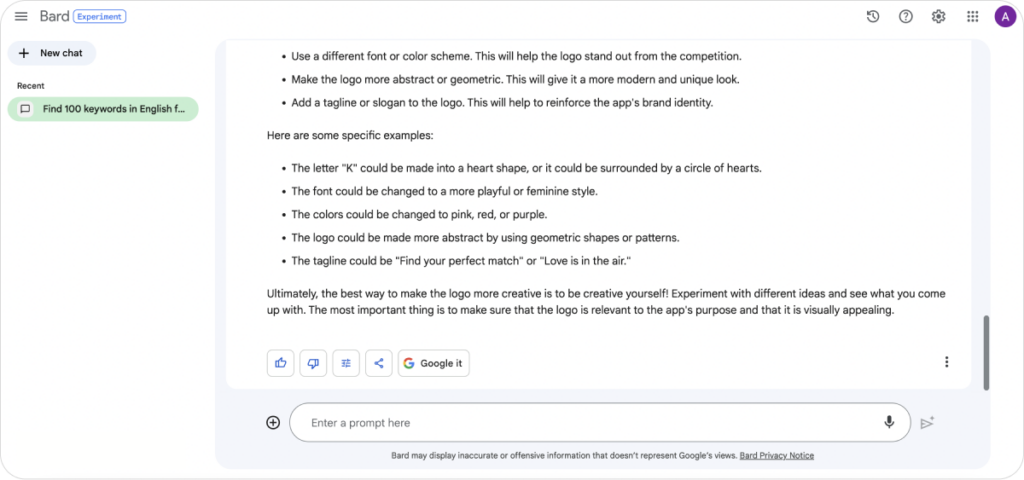 Bard Experiment
A
New chat
Recent
Find 100 keywords in English f...
• Use a different font or color scheme. This will help the logo stand out from the competition.
• Make the logo more abstract or geometric. This will give it a more modern and unique look.
• Add a tagline or slogan to the logo. This will help to reinforce the app's brand identity.
Here are some specific examples:
• The letter "K" could be made into a heart shape, or it could be surrounded by a circle of hearts.
• The font could be changed to a more playful or feminine style.
• The colors could be changed to pink, red, or purple.
• The logo could be made more abstract by using geometric shapes or patterns.
• The tagline could be "Find your perfect match" or "Love is in the air."
Ultimately, the best way to make the logo more creative is to be creative yourself! Experiment with different ideas and see what you come
up with. The most important thing is to make sure that the logo is relevant to the app's purpose and that it is visually appealing.
Google it
Enter a prompt here
Bard may display inaccurate or offensive information that doesn't represent Google's views. Bard Privacy Notice